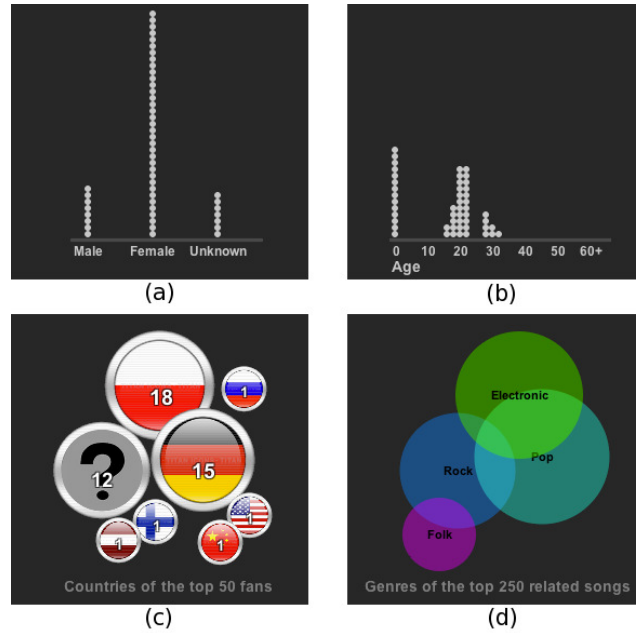 Male Female Unknown
(a)
0 10 20 30 40 50 60+
Age
(b)
18
1
?
12
15
1
1
1
1
Countries of the top 50 fans
(c)
Electronic
Pop
Rock
Folk
Genres of the top 250 related songs
(d)